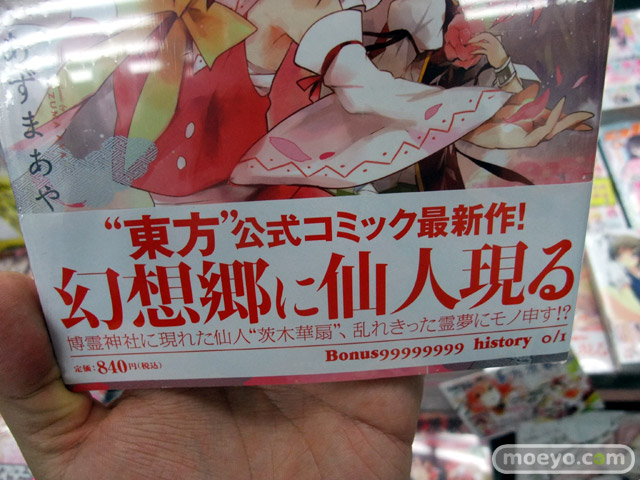 あずまあや
“東方”公式コミック最新作!
幻想郷に仙人現る
博霊神社に現れた仙人“茨木華扇”、乱れきった霊夢にモノ申す!?
Bonus99999999 history 0/1
定価:840円(税込)
moeyo.com